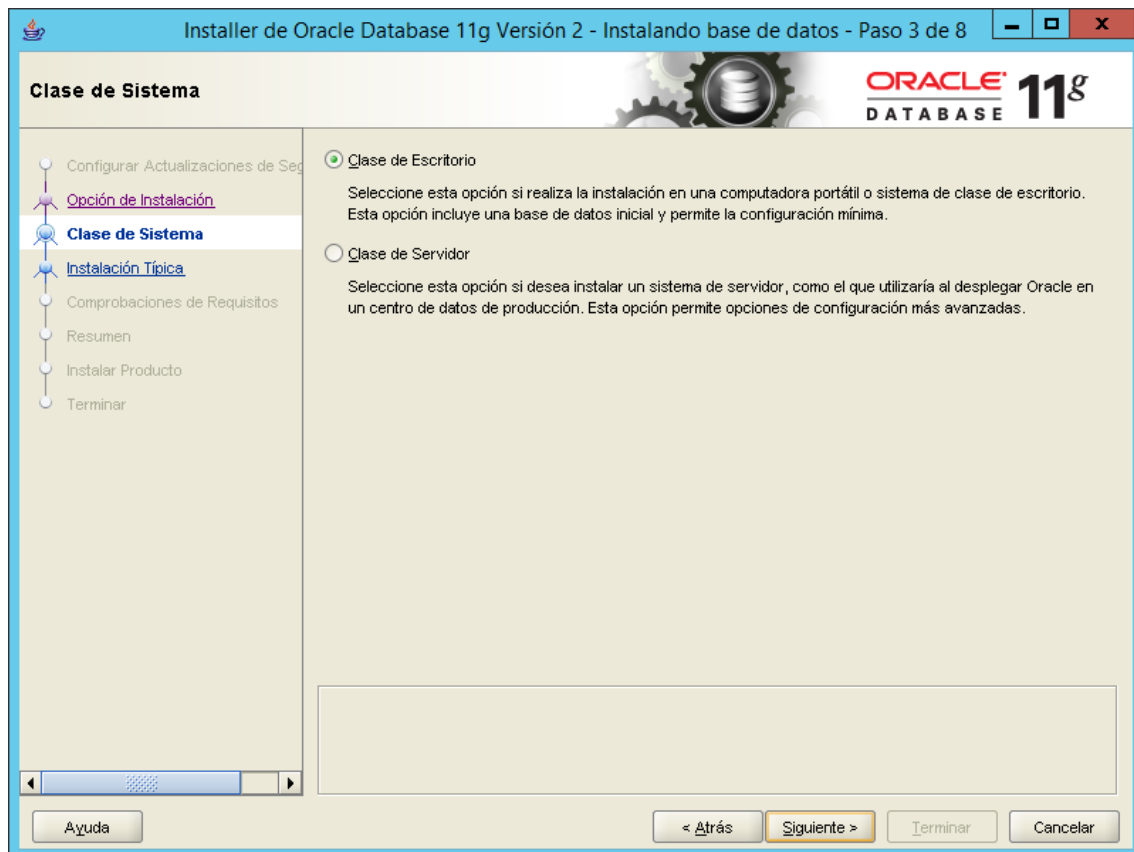 Installer de Oracle Database 11g Versión 2 - Instalando base de datos - Paso 3 de 8
Clase de Sistema
ORACLE DATABASE 11g
Configurar Actualizaciones de Seg
Opción de Instalación
Clase de Sistema
Instalación Típica
Comprobaciones de Requisitos
Resumen
Instalar Producto
Terminar
Clase de Escritorio
Seleccione esta opción si realiza la instalación en una computadora portátil o sistema de clase de escritorio.
Esta opción incluye una base de datos inicial y permite la configuración mínima.
Clase de Servidor
Seleccione esta opción si desea instalar un sistema de servidor, como el que utilizaría al desplegar Oracle en
un centro de datos de producción. Esta opción permite opciones de configuración más avanzadas.
Ayuda
< Atrás
Siguiente >
Terminar
Cancelar